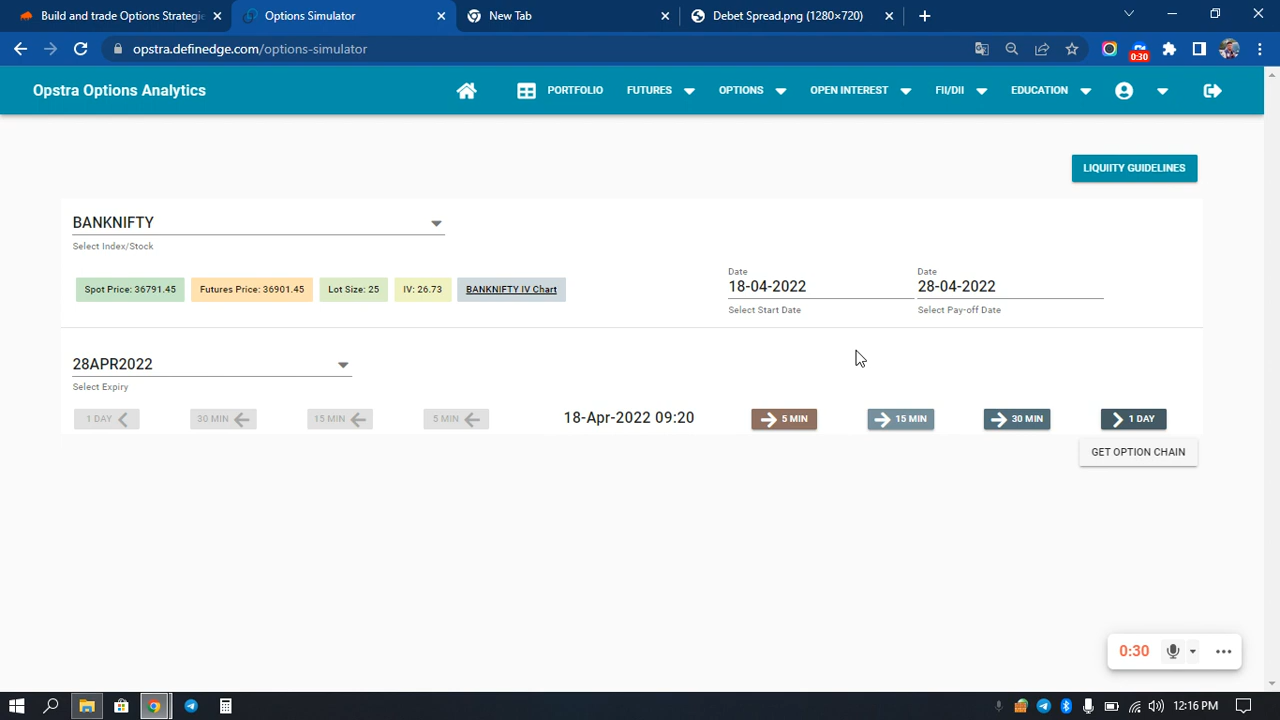 Build and trade Options Strategie
Options Simulator
New Tab
Debet Spread.png (1280×720)
opstra.definedge.com/options-simulator
0:30
Opstra Options Analytics
PORTFOLIO
FUTURES
OPTIONS
OPEN INTEREST
FII/DII
EDUCATION
LIQUIITY GUIDELINES
BANKNIFTY
Select Index/Stock
Spot Price: 36791.45
Futures Price: 36901.45
Lot Size: 25
IV: 26.73
BANKNIFTY IV Chart
Date
18-04-2022
Select Start Date
Date
28-04-2022
Select Pay-off Date
28APR2022
Select Expiry
1 DAY
30 MIN
15 MIN
5 MIN
18-Apr-2022 09:20
5 MIN
15 MIN
30 MIN
1 DAY
GET OPTION CHAIN
0:30
12:16 PM